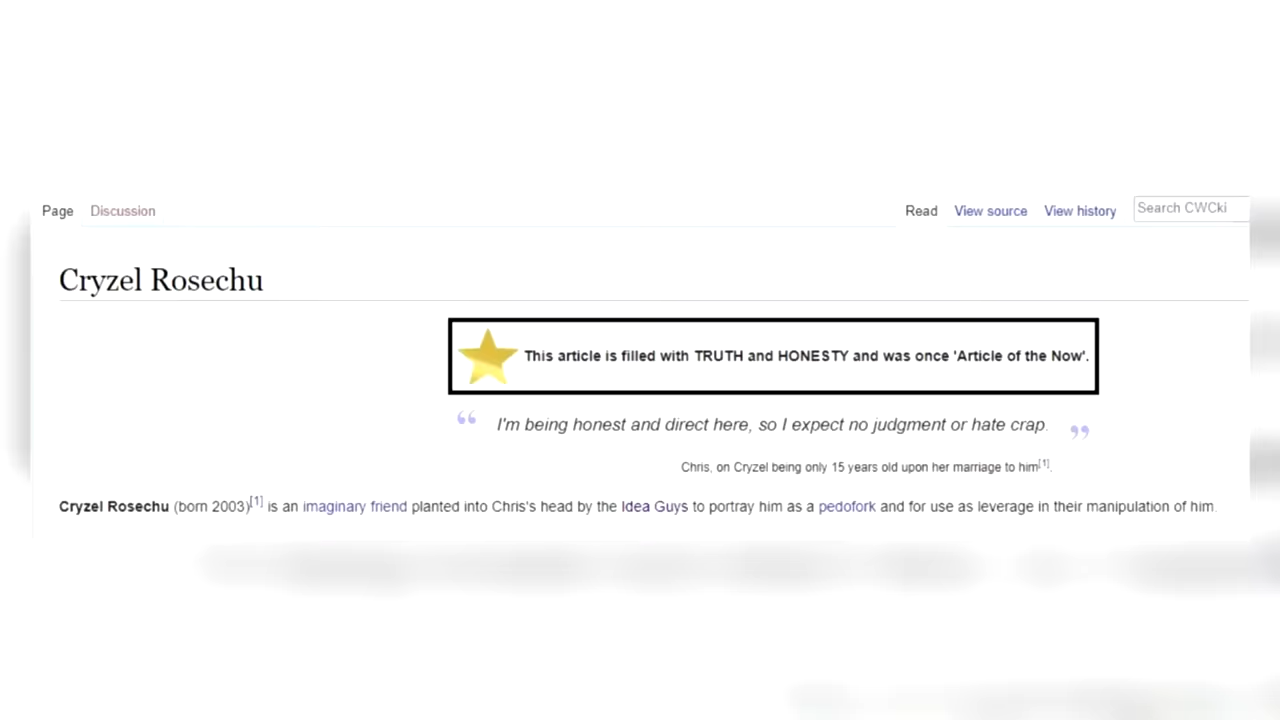 Page Discussion Read View source View history Search CWCki
Cryzel Rosechu
This article is filled with TRUTH and HONESTY and was once 'Article of the Now'.
“ I'm being honest and direct here, so I expect no judgment or hate crap. ”
Chris, on Cryzel being only 15 years old upon her marriage to him[1].
Cryzel Rosechu (born 2003)[1] is an imaginary friend planted into Chris's head by the Idea Guys to portray him as a pedofork and for use as leverage in their manipulation of him.